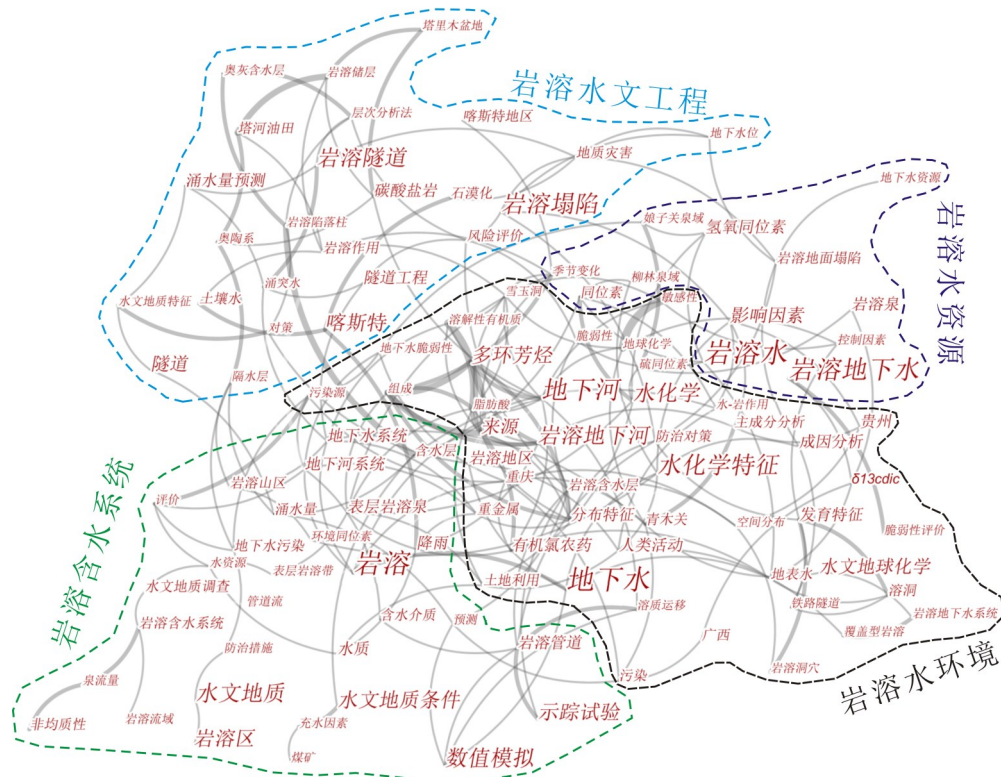 塔里木盆地
奥灰含水层
岩溶储层
岩溶水文工程
层次分析法
喀斯特地区
塔河油田
地下水位
岩溶隧道
地质灾害
涌水量预测
碳酸盐岩
石漠化
地下水资源
岩溶塌陷
岩溶水资源
岩溶陷落柱
娘子关泉域
氢氧同位素
奥陶系
岩溶作用
风险评价
岩溶地面塌陷
涌突水
隧道工程
季节变化
柳林泉域
水文地质特征
土壤水
雪玉洞
同位素
敏感性
岩溶泉
对策
喀斯特
溶解性有机质
影响因素
脆弱性
地球化学
控制因素
地下水脆弱性
多环芳烃
岩溶水
隧道
硫同位素
岩溶地下水
隔水层
污染源
组成
地下河
水化学
脂肪酸
水-岩作用
来源
主成分分析
贵州
地下水系统
含水层
岩溶地下河
防治对策
成因分析
地下河系统
岩溶地区
水化学特征
岩溶山区
重庆
岩溶含水层
δ13cdic
评价
涌水量
表层岩溶泉
重金属
分布特征
青木关
空间分布
发育特征
脆弱性评价
环境同位素
降雨
地下水污染
有机氯农药
人类活动
岩溶含水系统
水资源
表层岩溶带
岩溶
土地利用
地下水
地表水
水文地球化学
水文地质调查
管道流
溶质运移
铁路隧道
溶洞
岩溶含水系统
含水介质
预测
岩溶地下水系统
防治措施
水质
岩溶管道
广西
覆盖型岩溶
泉流量
污染
岩溶洞穴
岩溶水环境
水文地质
水文地质条件
非均质性
岩溶流域
充水因素
示踪试验
岩溶区
煤矿
数值模拟